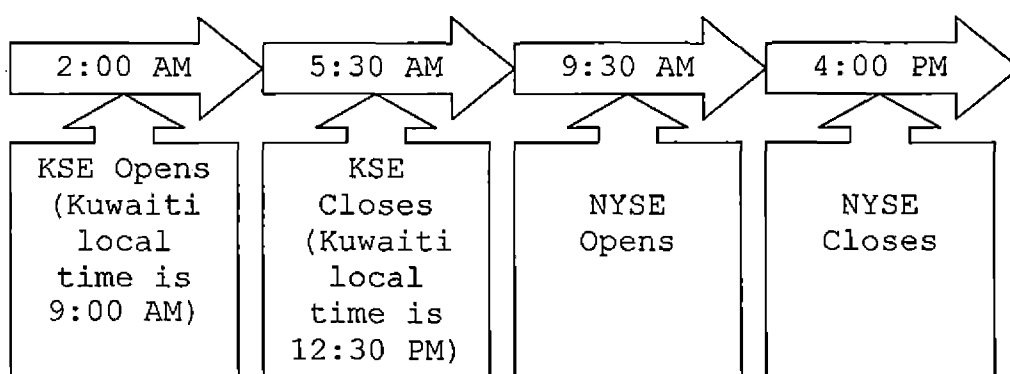 2:00 AM
5:30 AM
9:30 AM
4:00 PM
KSE Opens
(Kuwaiti
local
time is
9:00 AM)
KSE
Closes
(Kuwaiti
local
time is
12:30 PM)
NYSE
Opens
NYSE
Closes